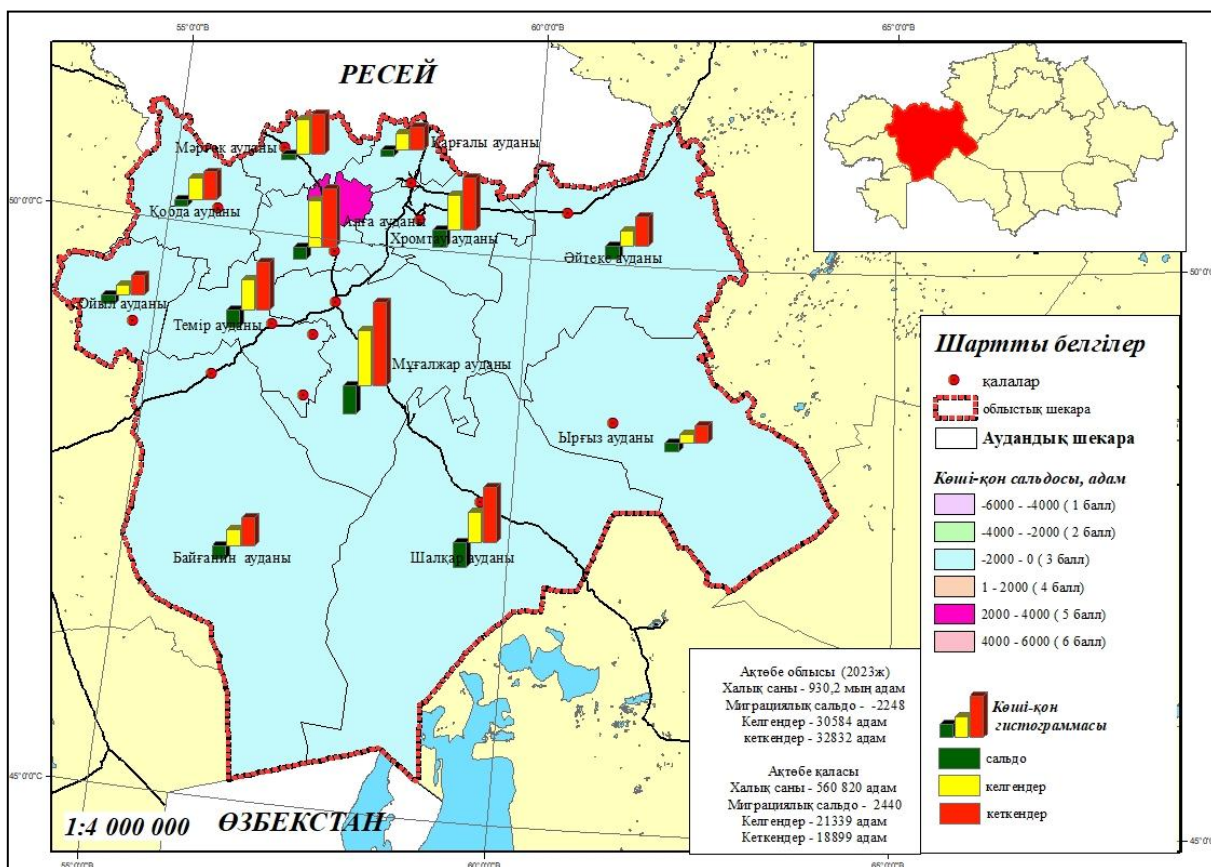 55°0'0"В
60°0'0"В
65°0'0"В
РЕСЕЙ
Мәртөк ауданы
Қарғалы ауданы
50°0'0"С
Қобда ауданы
Алға ауданы
Хромтау ауданы
Әйтеке ауданы
50°0'0"С
Ойыл ауданы
Темір ауданы
Мұғалжар ауданы
Ырғыз ауданы
Байғанин ауданы
Шалқар ауданы
45°0'0"С
45°0'0"С
1:4 000 000
ӨЗБЕКСТАН
55°0'0"В
60°0'0"В
65°0'0"В
Шартты белгілер
қалалар
облыстық шекара
Аудандық шекара
Көші-қон сальдосы, адам
-6000 - -4000 ( 1 балл)
-4000 - -2000 ( 2 балл)
-2000 - 0 ( 3 балл)
1 - 2000 ( 4 балл)
2000 - 4000 ( 5 балл)
4000 - 6000 ( 6 балл)
Көші-қон
гистограммасы
сальдо
келгендер
кеткендер
Ақтөбе облысы (2023ж)
Халық саны - 930,2 мың адам
Миграциялық сальдо - -2248
Келгендер - 30584 адам
кеткендер - 32832 адам
Ақтөбе қаласы
Халық саны - 560 820 адам
Миграциялық сальдо - 2440
Келгендер - 21339 адам
Кеткендер - 18899 адам